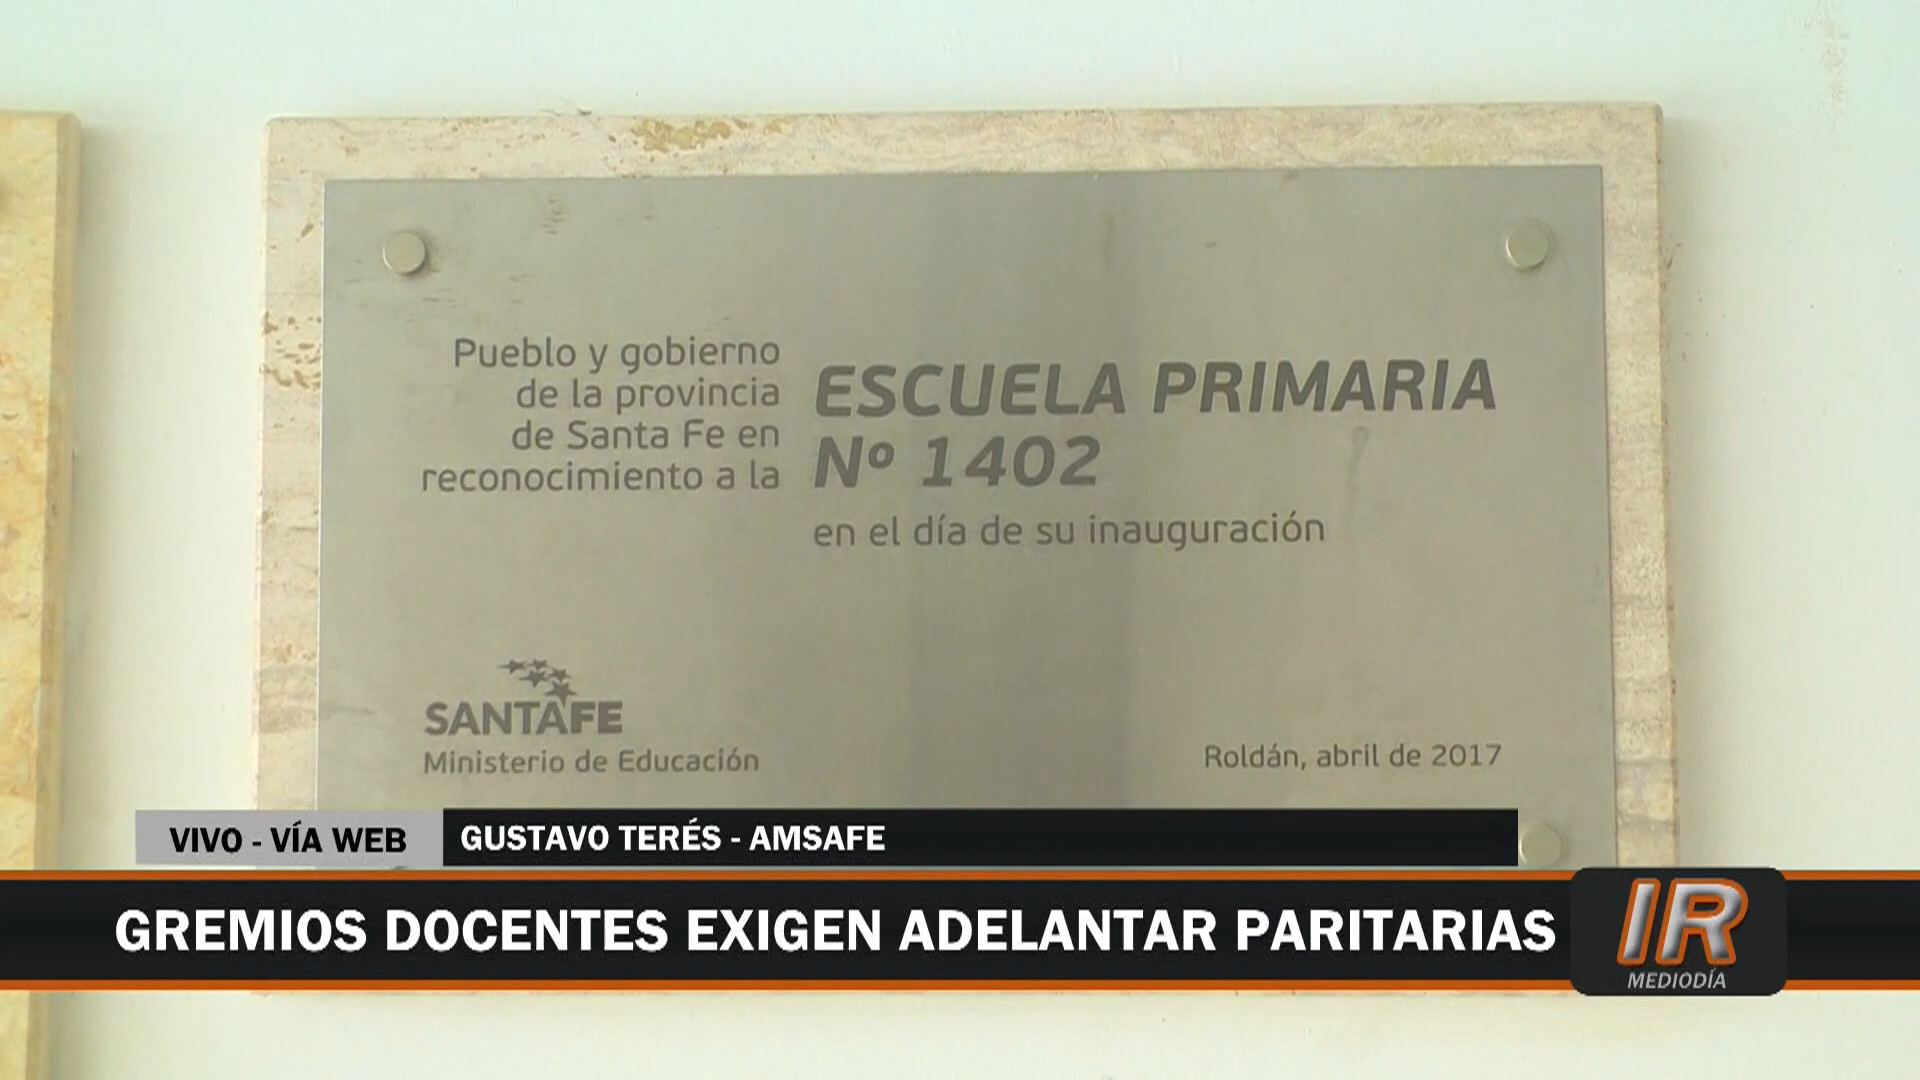 Pueblo y gobierno
de la provincia
de Santa Fe en
reconocimiento a la
ESCUELA PRIMARIA
Nº 1402
en el día de su inauguración
SANTAFE
Ministerio de Educación
Roldán, abril de 2017
VIVO - VÍA WEB
GUSTAVO TERÉS - AMSAFE
GREMIOS DOCENTES EXIGEN ADELANTAR PARITARIAS
IR
MEDIODÍA